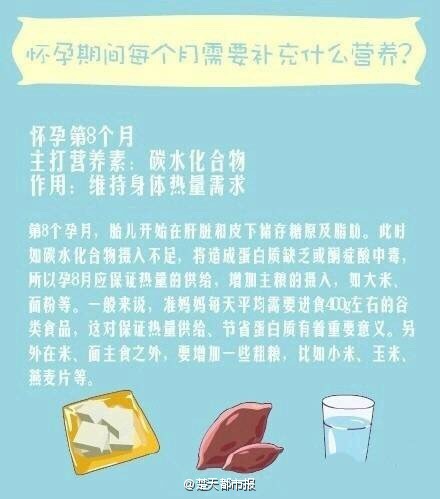 怀孕期间每个月需要补充什么营养?
怀孕第8个月
主打营养素：碳水化合物
作用：维持身体热量需求
第8个孕月，胎儿开始在肝脏和皮下储存糖原及脂肪。此时
如碳水化合物摄入不足，将造成蛋白质缺乏或酮症酸中毒，
所以孕8月应保证热量的供给，增加主粮的摄入，如大米、
面粉等。一般来说，准妈妈每天平均需要进食400g左右的谷
类食品，这对保证热量供给、节省蛋白质有着重要意义。另
外在米、面主食之外，要增加一些粗粮，比如小米、玉米、
燕麦片等。
@楚天都市报